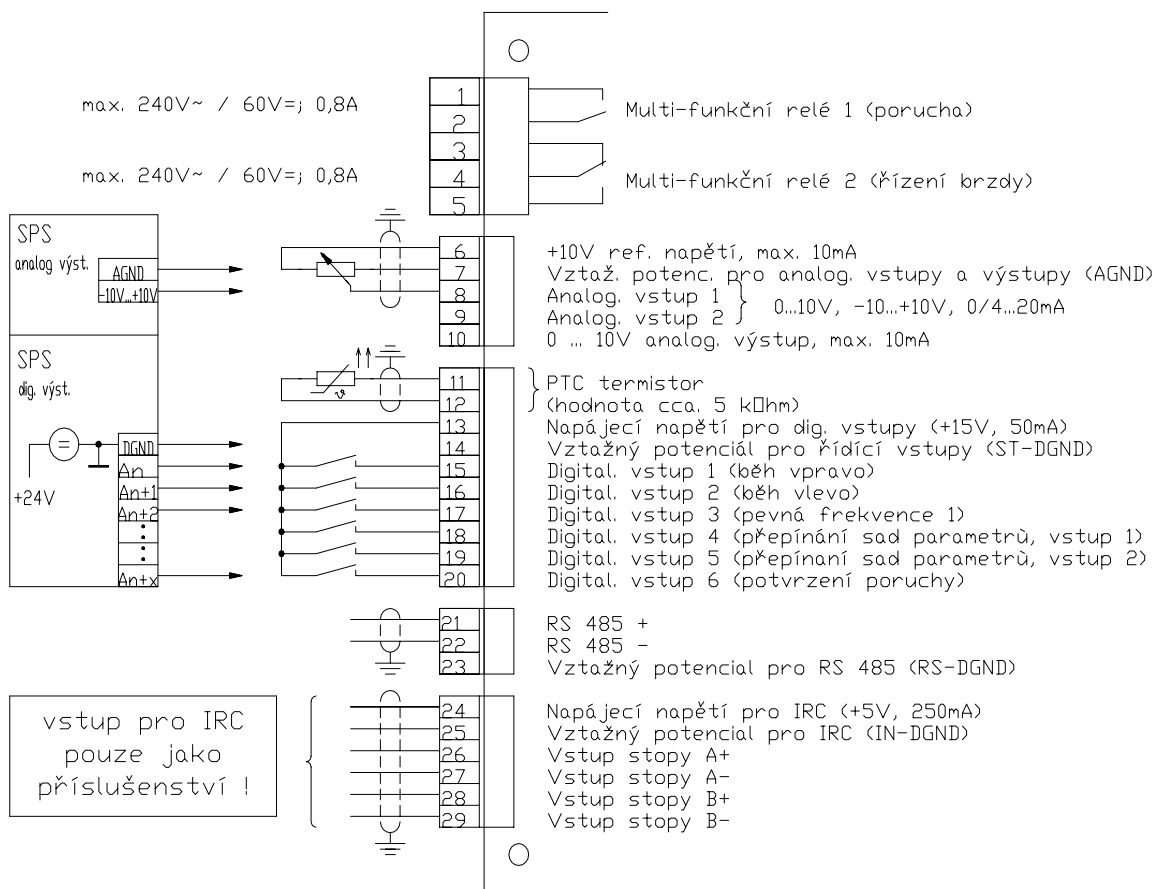 max. 240V~ / 60V=; 0,8A
1
2
Multi-funkční relé 1 (porucha)
3
max. 240V~ / 60V=; 0,8A
4
Multi-funkční relé 2 (řízení brzdy)
5
SPS
analog výst.
AGND
-10V...+10V
6 +10V ref. napětí, max. 10mA
7 Vztaž. potenc. pro analog. vstupy a výstupy (AGND)
8 Analog. vstup 1
9 Analog. vstup 2
0...10V, -10...+10V, 0/4...20mA
10 0 ... 10V analog. výstup, max. 10mA
SPS
dig. výst.
=
+24V
DGND
An
An+1
An+2
An+x
ϑ
11 PTC termistor
12 (hodnota cca. 5 k□hm)
13 Napájecí napětí pro dig. vstupy (+15V, 50mA)
14 Vztažný potenciál pro řídící vstupy (ST-DGND)
15 Digital. vstup 1 (běh vpravo)
16 Digital. vstup 2 (běh vlevo)
17 Digital. vstup 3 (pevná frekvence 1)
18 Digital. vstup 4 (přepínání sad parametrù, vstup 1)
19 Digital. vstup 5 (přepínaní sad parametrù, vstup 2)
20 Digital. vstup 6 (potvrzení poruchy)
21 RS 485 +
22 RS 485 -
23 Vztažný potencial pro RS 485 (RS-DGND)
vstup pro IRC
pouze jako
příslušenství !
24 Napájecí napětí pro IRC (+5V, 250mA)
25 Vztažný potencial pro IRC (IN-DGND)
26 Vstup stopy A+
27 Vstup stopy A-
28 Vstup stopy B+
29 Vstup stopy B-